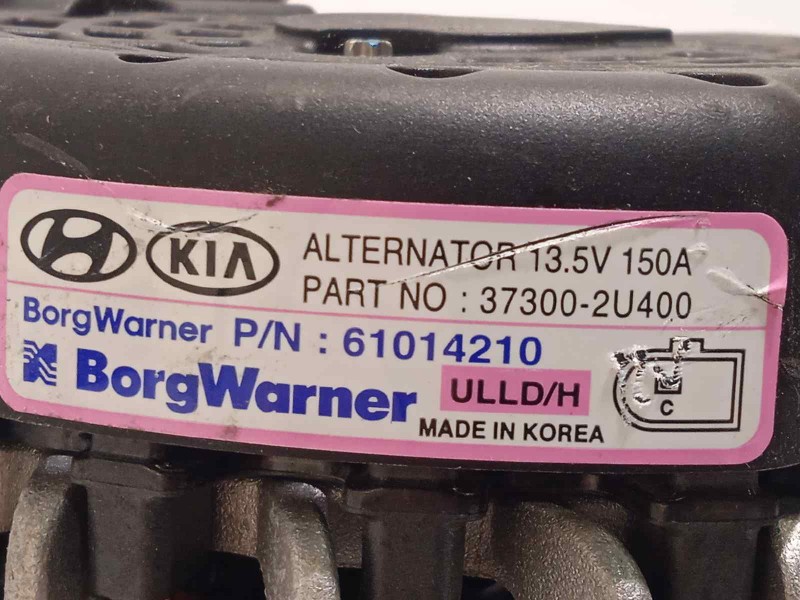 KIA
ALTERNATOR 13.5V 150A
PART NO : 37300-2U400
BorgWarner P/N : 61014210
BorgWarner
ULLD/H
MADE IN KOREA
C